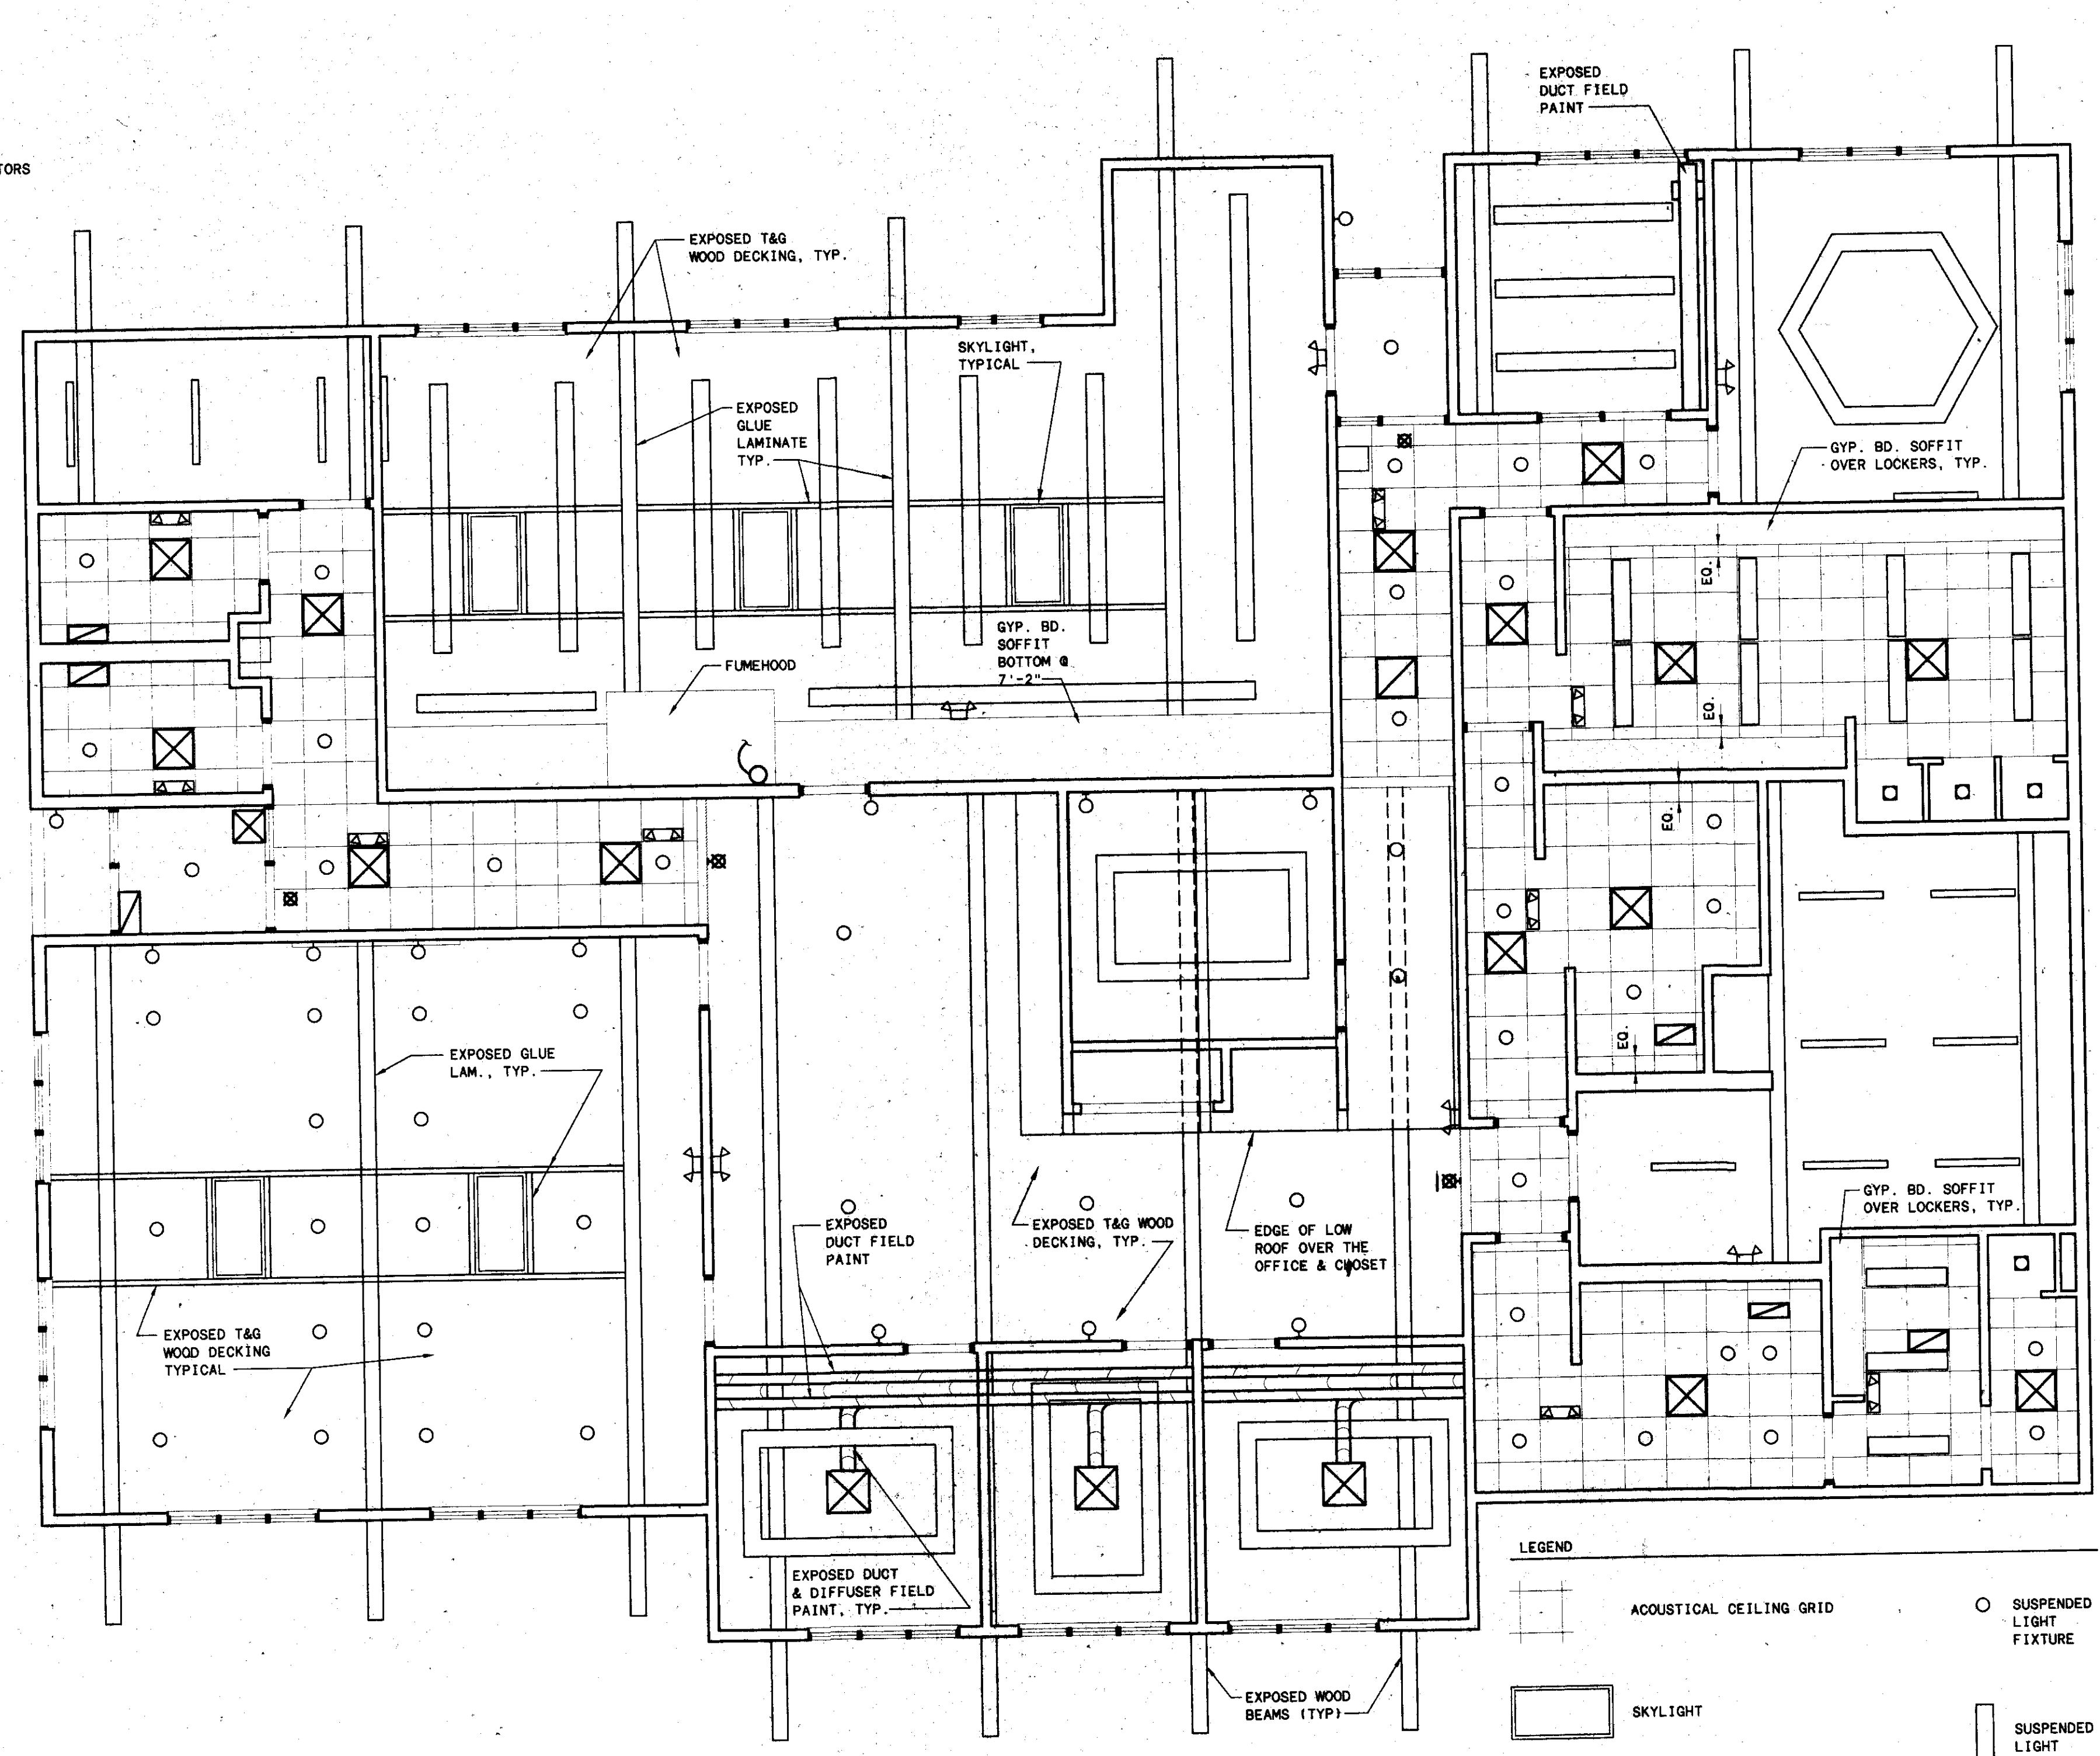 EXPOSED
DUCT FIELD
PAINT
TORS
EXPOSED T&G
WOOD DECKING, TYP.
SKYLIGHT,
TYPICAL
EXPOSED
GLUE
LAMINATE
TYP.
GYP. BD. SOFFIT
OVER LOCKERS, TYP.
EQ.
GYP. BD.
SOFFIT
BOTTOM @
7'-2"
FUMEHOOD
EQ.
EQ.
EXPOSED GLUE
LAM., TYP.
EQ.
GYP. BD. SOFFIT
OVER LOCKERS, TYP.
EXPOSED
DUCT FIELD
PAINT
EXPOSED T&G WOOD
DECKING, TYP.
EDGE OF LOW
ROOF OVER THE
OFFICE & CLOSET
EXPOSED T&G
WOOD DECKING
TYPICAL
EXPOSED DUCT
& DIFFUSER FIELD
PAINT, TYP.
EXPOSED WOOD
BEAMS (TYP)
LEGEND
ACOUSTICAL CEILING GRID
SUSPENDED
LIGHT
FIXTURE
SKYLIGHT
SUSPENDED
LIGHT